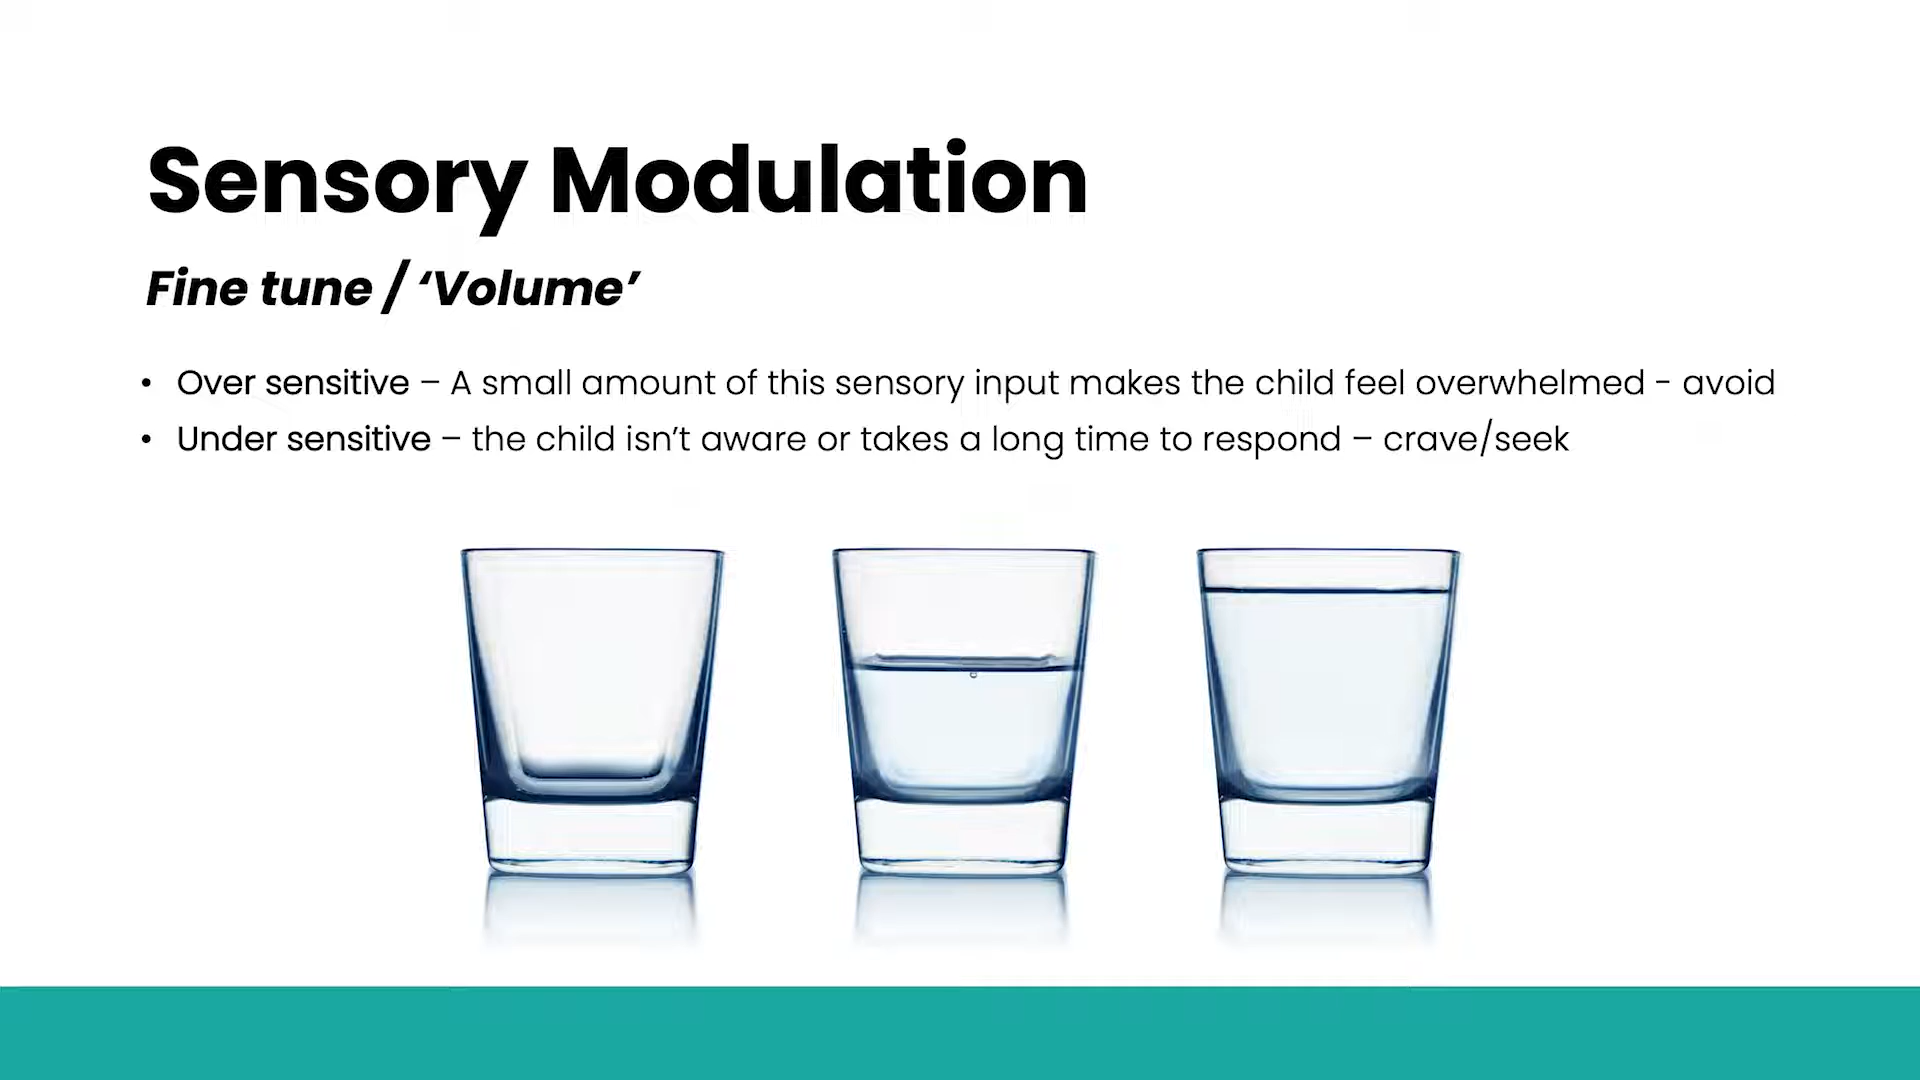 Sensory Modulation
Fine tune / ‘Volume’
• Over sensitive – A small amount of this sensory input makes the child feel overwhelmed - avoid
• Under sensitive – the child isn’t aware or takes a long time to respond – crave/seek